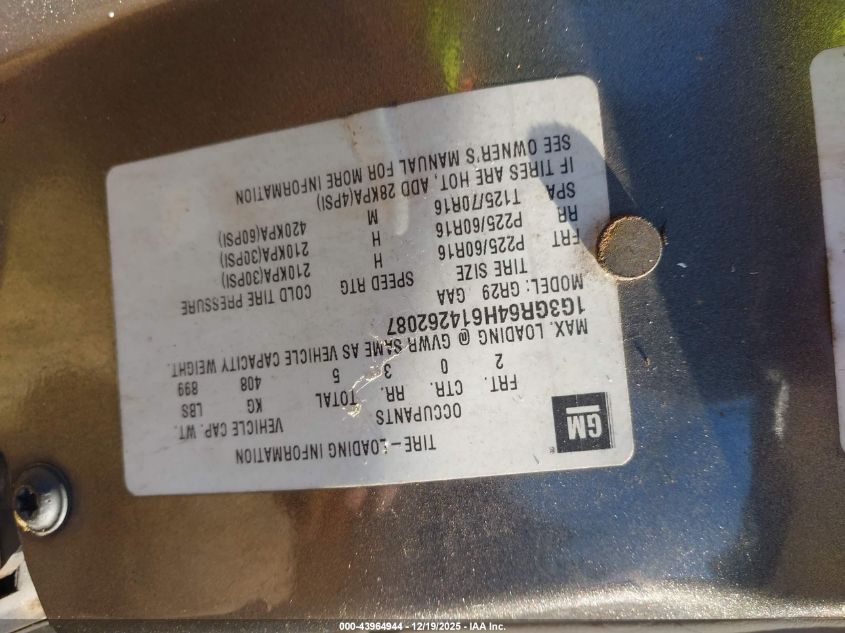 GM
TIRE–LOADING INFORMATION
OCCUPANTS VEHICLE CAP. WT.
FRT. CTR. RR. TOTAL KG LBS
2 0 3 5 408 899
MAX. LOADING @ GVWR SAME AS VEHICLE CAPACITY WEIGHT.
1G3GR64H614262087
MODEL: GR29 GAA
TIRE SIZE SPEED RTG COLD TIRE PRESSURE
FRT P225/60R16 H 210KPA(30PSI)
RR P225/60R16 H 210KPA(30PSI)
SPA T125/70R16 M 420KPA(60PSI)
IF TIRES ARE HOT, ADD 28KPA(4PSI)
SEE OWNER'S MANUAL FOR MORE INFORMATION
000-43964944 - 12/19/2025 - IAA Inc.